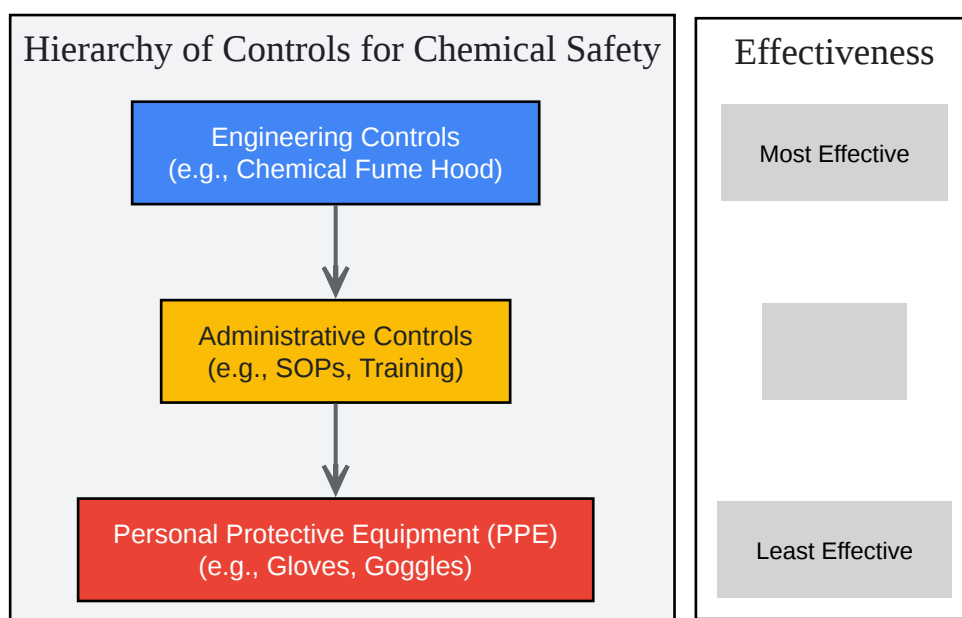 Hierarchy of Controls for Chemical Safety
Engineering Controls
(e.g., Chemical Fume Hood)
Administrative Controls
(e.g., SOPs, Training)
Personal Protective Equipment (PPE)
(e.g., Gloves, Goggles)
Effectiveness
Most Effective
Least Effective